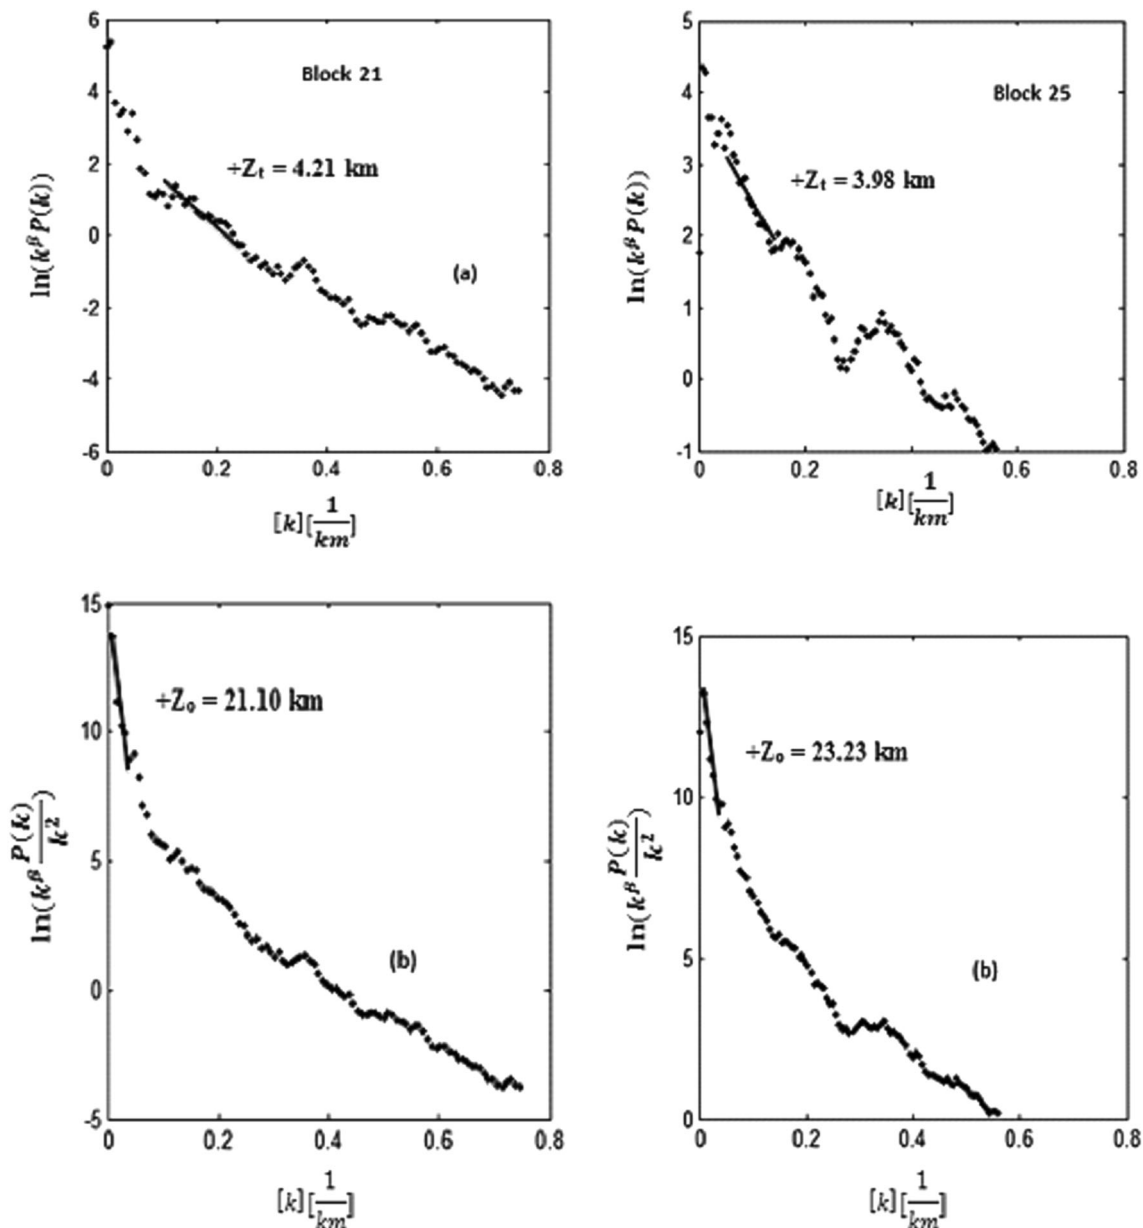 6
4
2
0
-2
-4
-6
0 0.2 0.4 0.6 0.8
Block 21
+Zₜ = 4.21 km
(a)
ln(k^β P(k))
[k][1/km]
5
4
3
2
1
0
-1
0 0.2 0.4 0.6 0.8
Block 25
+Zₜ = 3.98 km
ln(k^β P(k))
[k][1/km]
15
10
5
0
-5
0 0.2 0.4 0.6 0.8
+Zₒ = 21.10 km
(b)
ln(k^β P(k)/k²)
[k][1/km]
15
10
5
0
0 0.2 0.4 0.6 0.8
+Zₒ = 23.23 km
(b)
ln(k^β P(k)/k²)
[k][1/km]